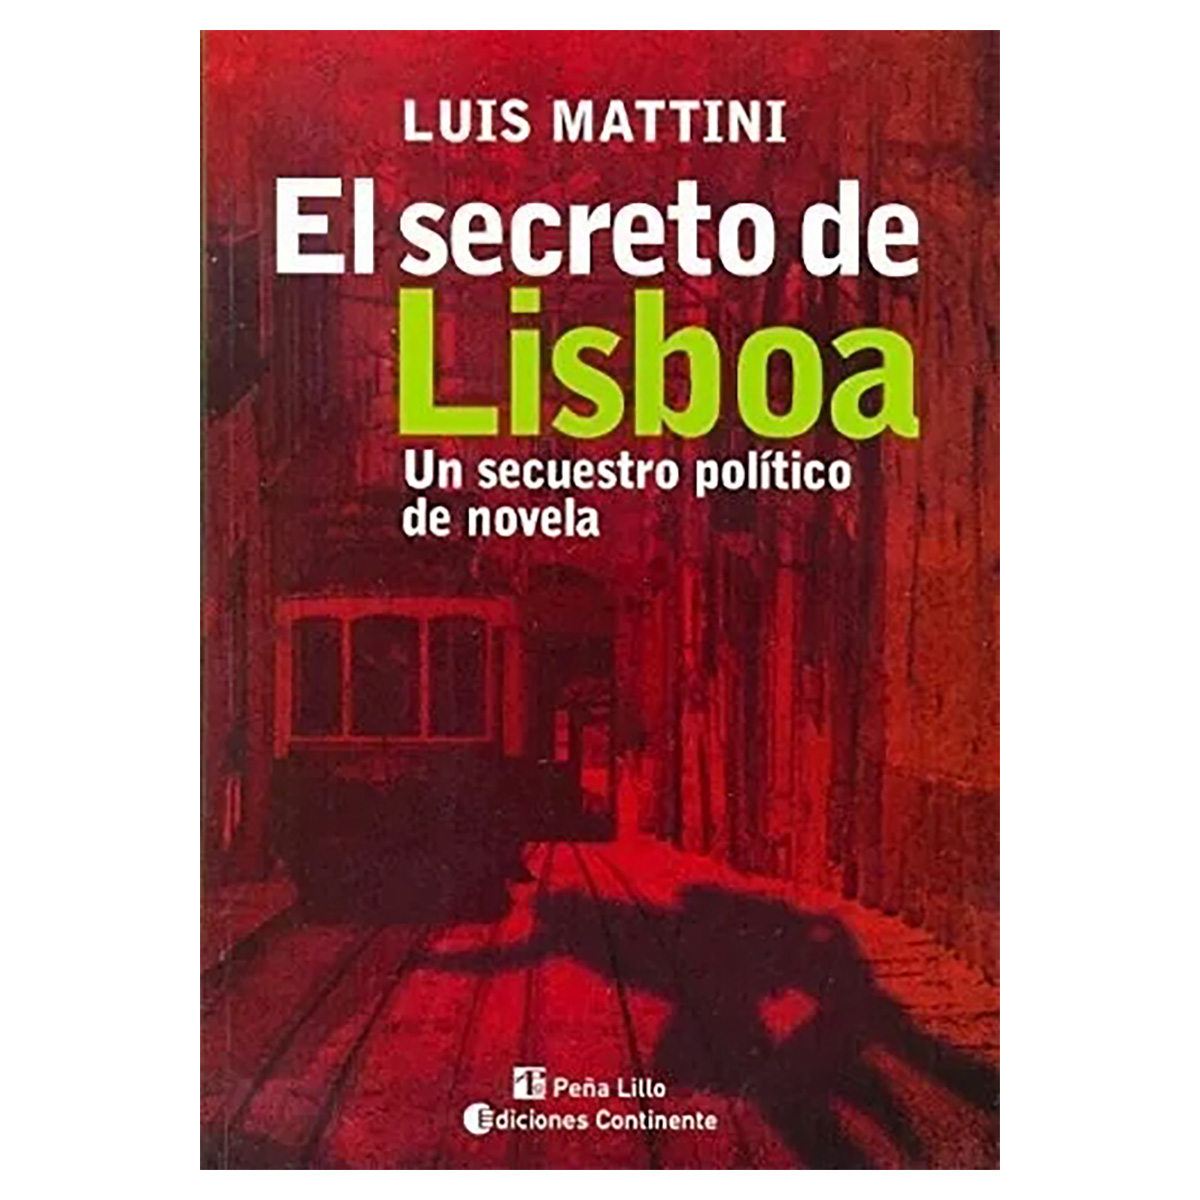 LUIS MATTINI
El secreto de
Lisboa
Un secuestro político
de novela
Peña Lillo
Ediciones Continente